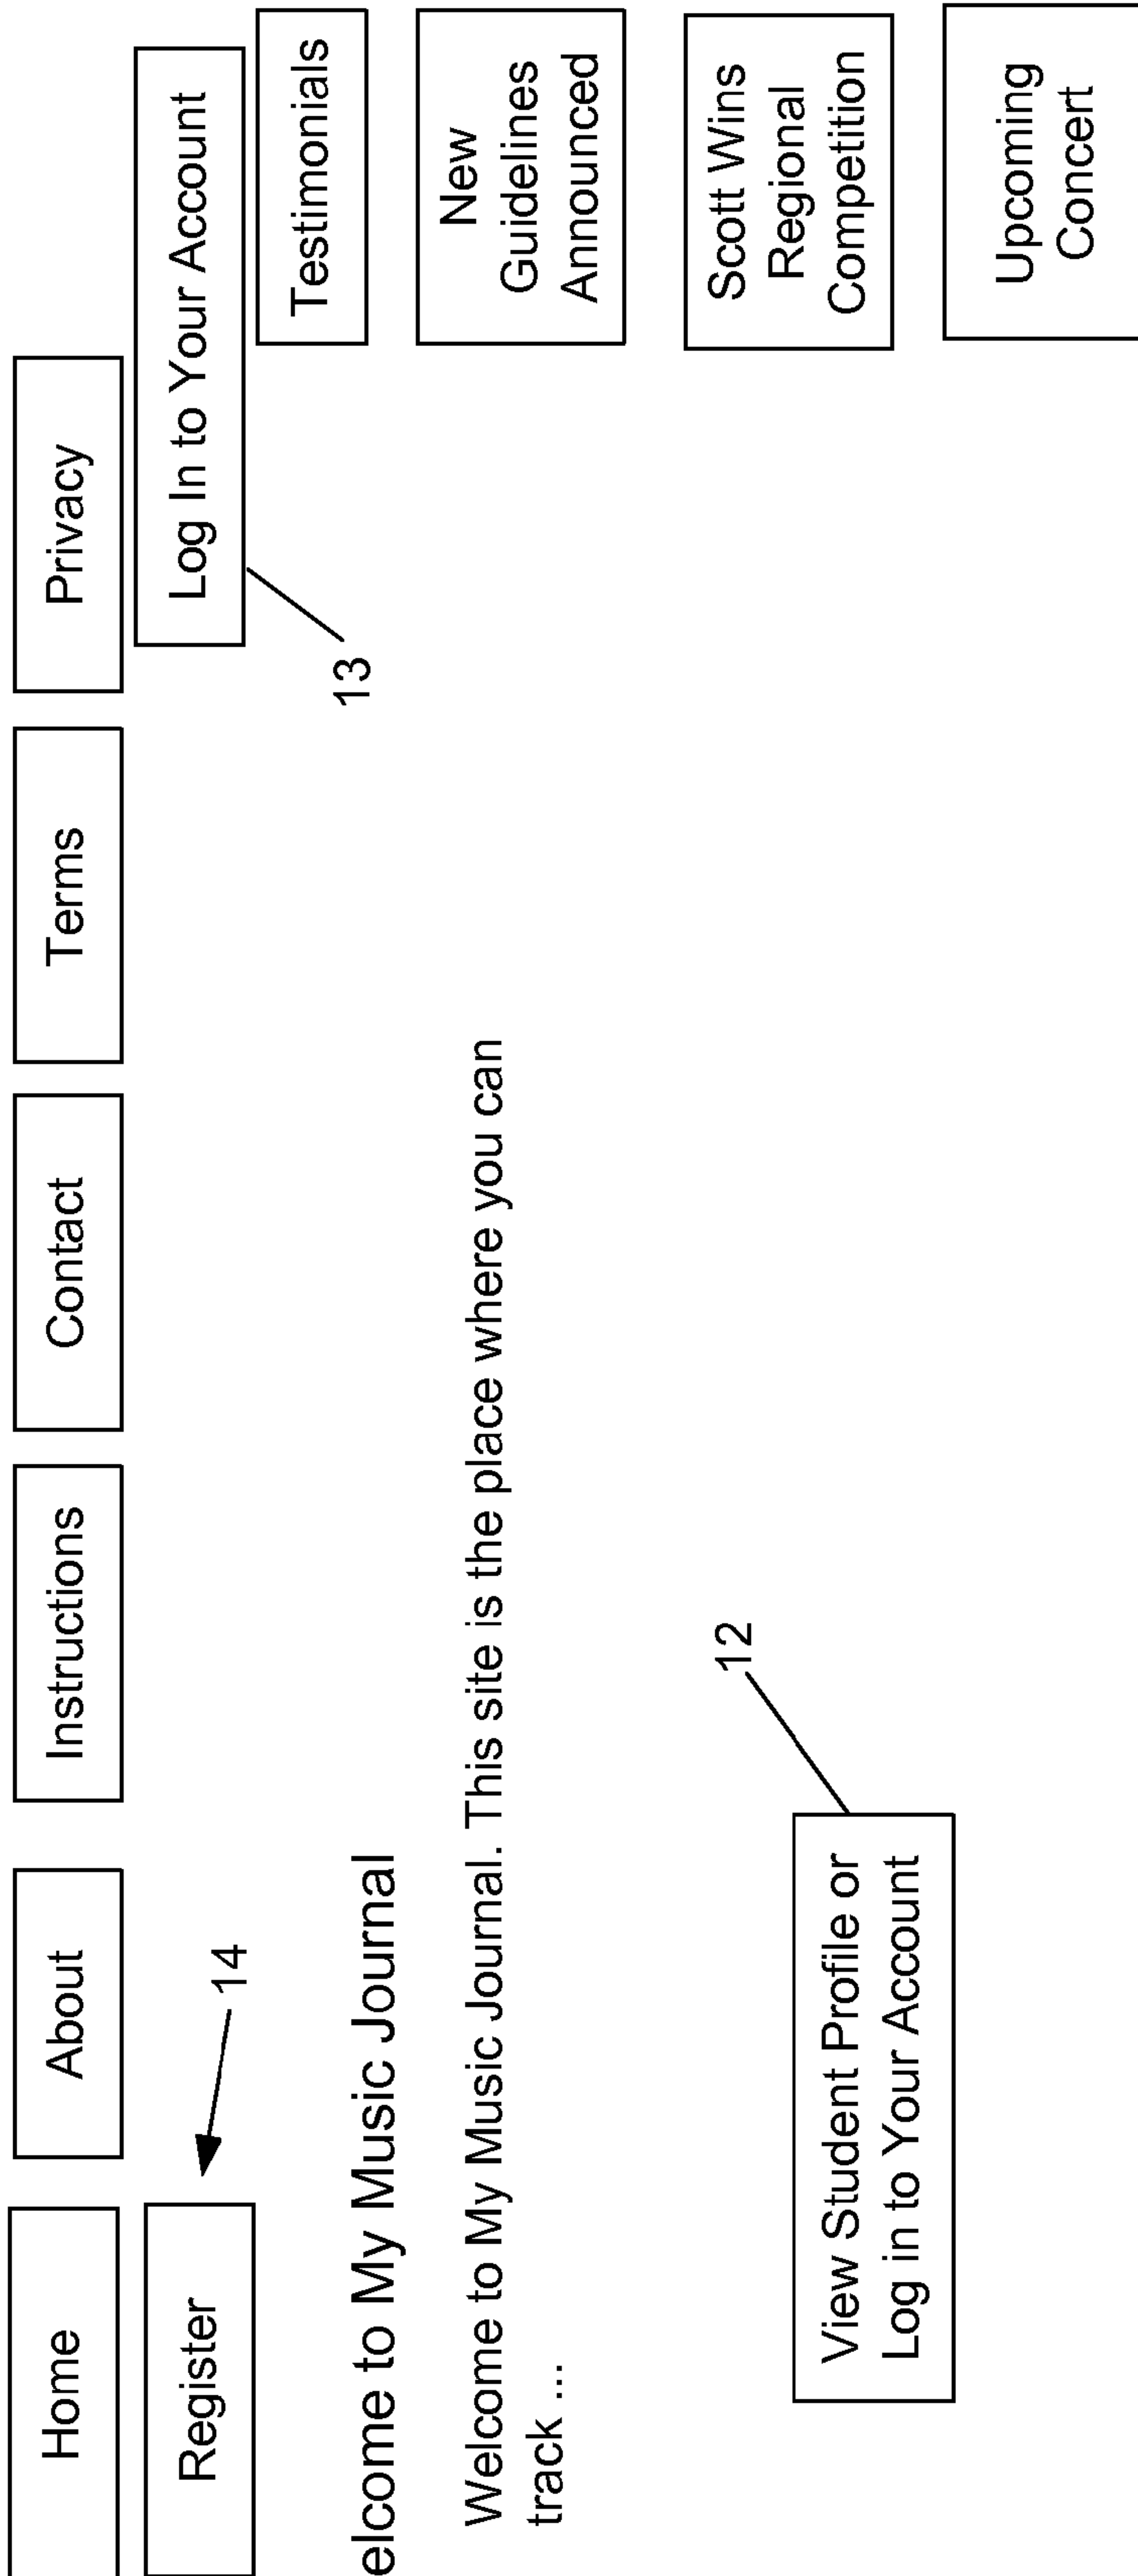 Home
About
Instructions
Contact
Terms
Privacy
Register
14
Log In to Your Account
13
Testimonials
elcome to My Music Journal
Welcome to My Music Journal. This site is the place where you can
track ...
New
Guidelines
Announced
12
View Student Profile or
Log in to Your Account
Scott Wins
Regional
Competition
Upcoming
Concert